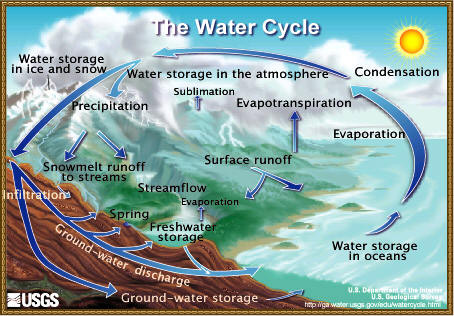 The Water Cycle
Water storage
in ice and snow
Water storage in the atmosphere
Condensation
Sublimation
Precipitation
Evapotranspiration
Evaporation
Surface runoff
Snowmelt runoff
to streams
Infiltration
Streamflow
Evaporation
Spring
Freshwater
storage
Ground-water discharge
Water storage
in oceans
Ground-water storage
USGS
U.S. Department of the Interior
U.S. Geological Survey
http://ga.water.usgs.gov/edu/watercycle.html